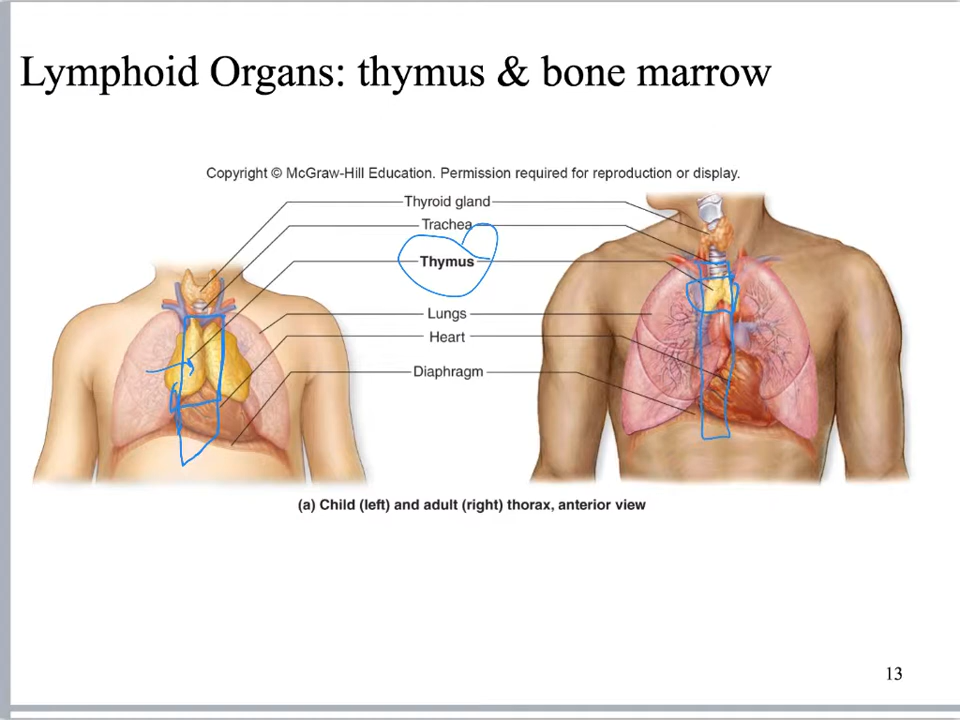 Lymphoid Organs: thymus & bone marrow
Copyright © McGraw-Hill Education. Permission required for reproduction or display.
Thyroid gland
Trachea
Thymus
Lungs
Heart
Diaphragm
(a) Child (left) and adult (right) thorax, anterior view
13